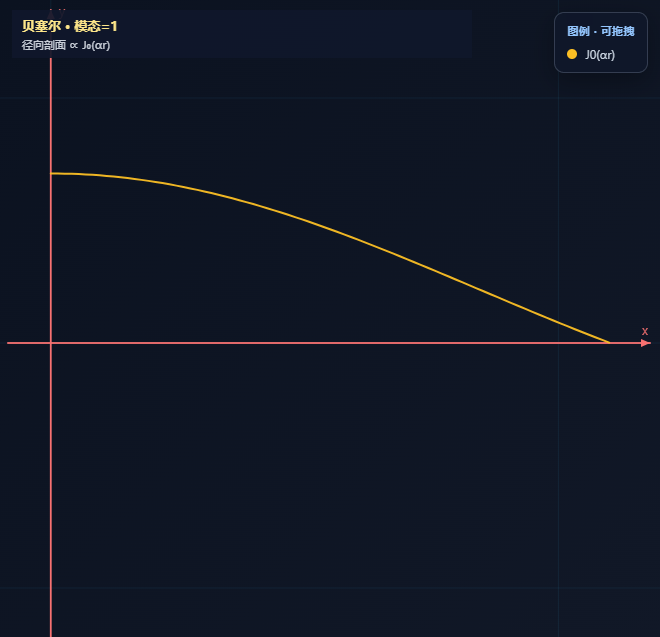 贝塞尔 • 模态=1
径向剖面 ∝ J₀(αr)
图例 · 可拖拽
J0(αr)
x